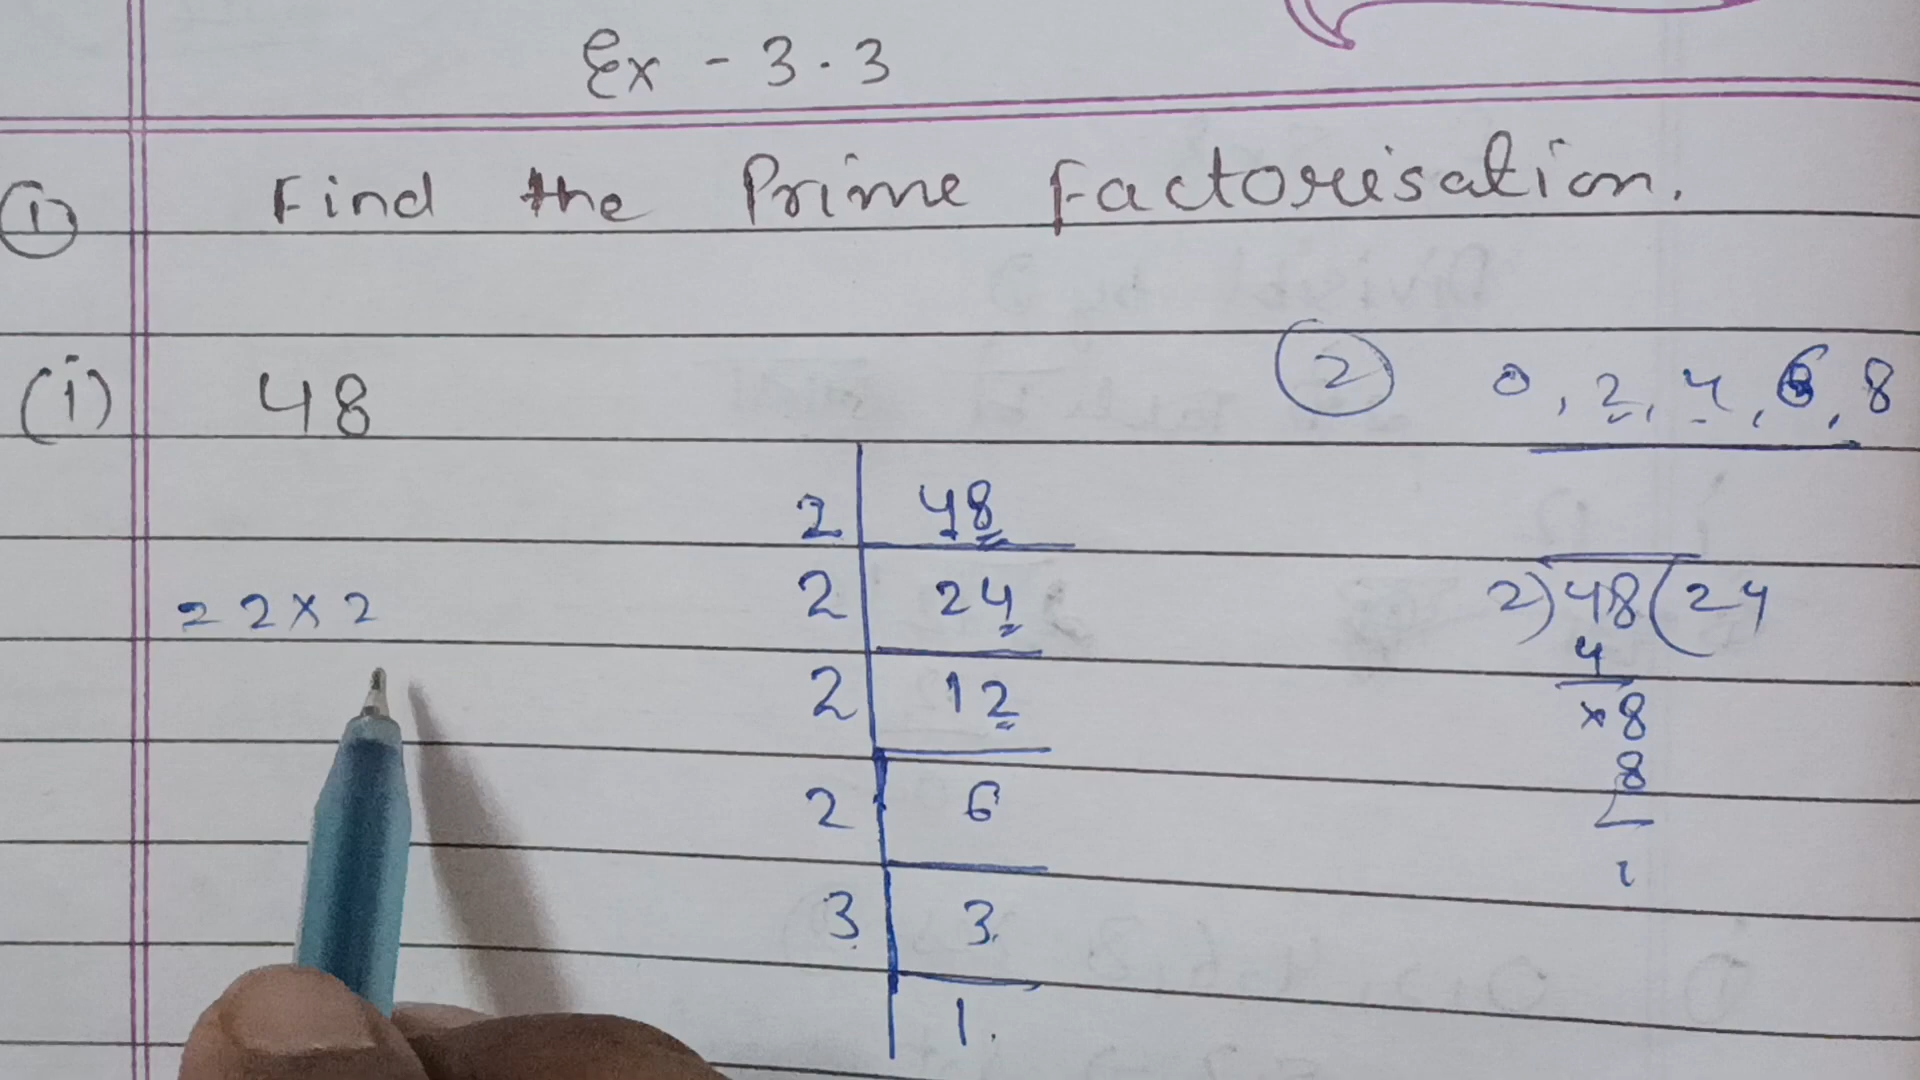 Ex - 3.3
① Find the Prime Factorisation.
(i) 48
② 0, 2, 4, 6, 8
2 | 48
2 | 24
2 | 12
2 | 6
3 | 3
1.
= 2 x 2
2)48(24
4
x8
8